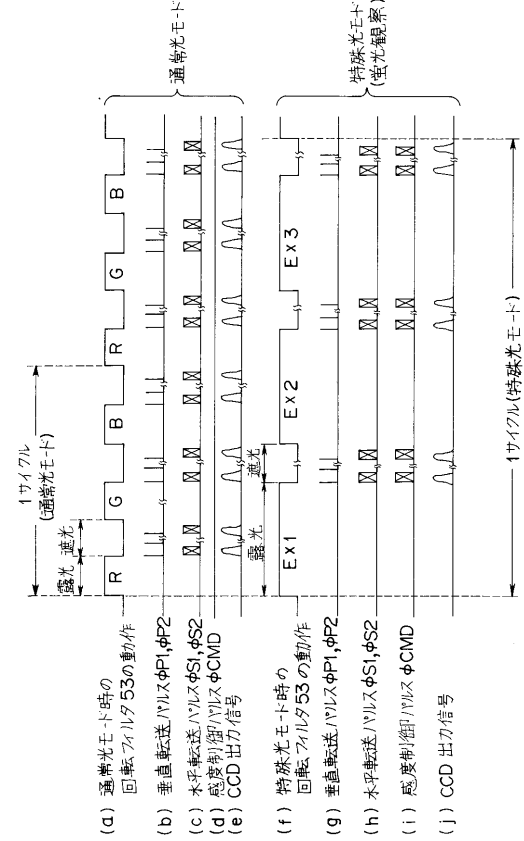 1サイクル
(通常光モード)
露光 遮光
(a) 通常光モード時の
回転フィルタ53の動作
R G B R G B
(b) 垂直転送パルスφP1,φP2
(c) 水平転送パルスφS1,φS2
(d) 感度制御パルスφCMD
(e) CCD出力信号
通常光モード
露光 遮光
(f) 特殊光モード時の
回転フィルタ53の動作
Ex1 Ex2 Ex3
(g) 垂直転送パルスφP1,φP2
(h) 水平転送パルスφS1,φS2
(i) 感度制御パルスφCMD
(j) CCD出力信号
特殊光モード
(蛍光観察)
1サイクル(特殊光モード)